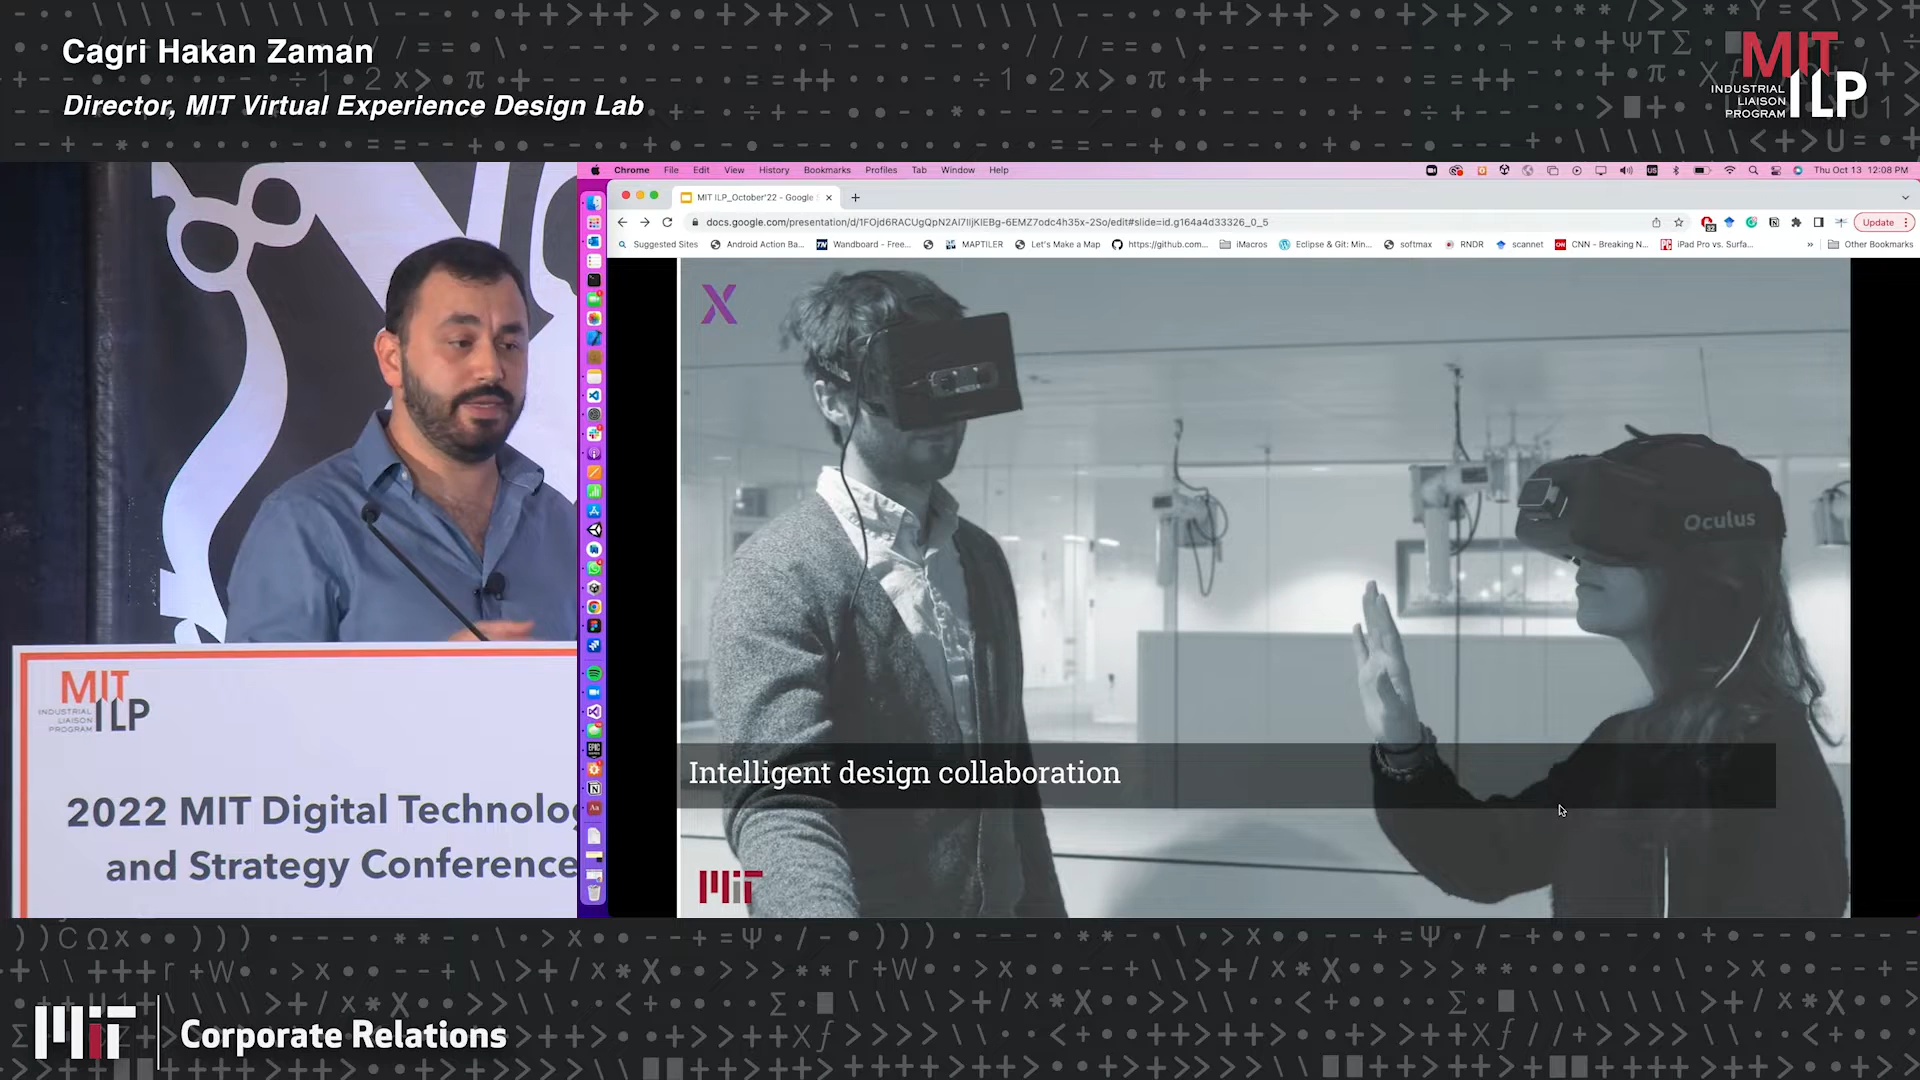 Cagri Hakan Zaman
Director, MIT Virtual Experience Design Lab
MIT
INDUSTRIAL
LIAISON
PROGRAM
ILP
Chrome File Edit View History Bookmarks Profiles Tab Window Help
Thu Oct 13 12:08 PM
MIT ILP_October'22 - Google
docs.google.com/presentation/d/1FOjd6RACUgQpN2AI7IljKIEBg-6EMZ7odc4h35x-2So/edit#slide=id.g164a4d33326_0_5
Update
Suggested Sites Android Action Ba... Wandboard - Free... MAPTILER Let's Make a Map https://github.com... iMacros Eclipse & Git: Min... softmax RNDR scannet CNN - Breaking N... iPad Pro vs. Surfa... » Other Bookmarks
X
Oculus
Intelligent design collaboration
MIT
MIT
INDUSTRIAL
LIAISON
PROGRAM
ILP
2022 MIT Digital Technolog
and Strategy Conference
MIT
Corporate Relations